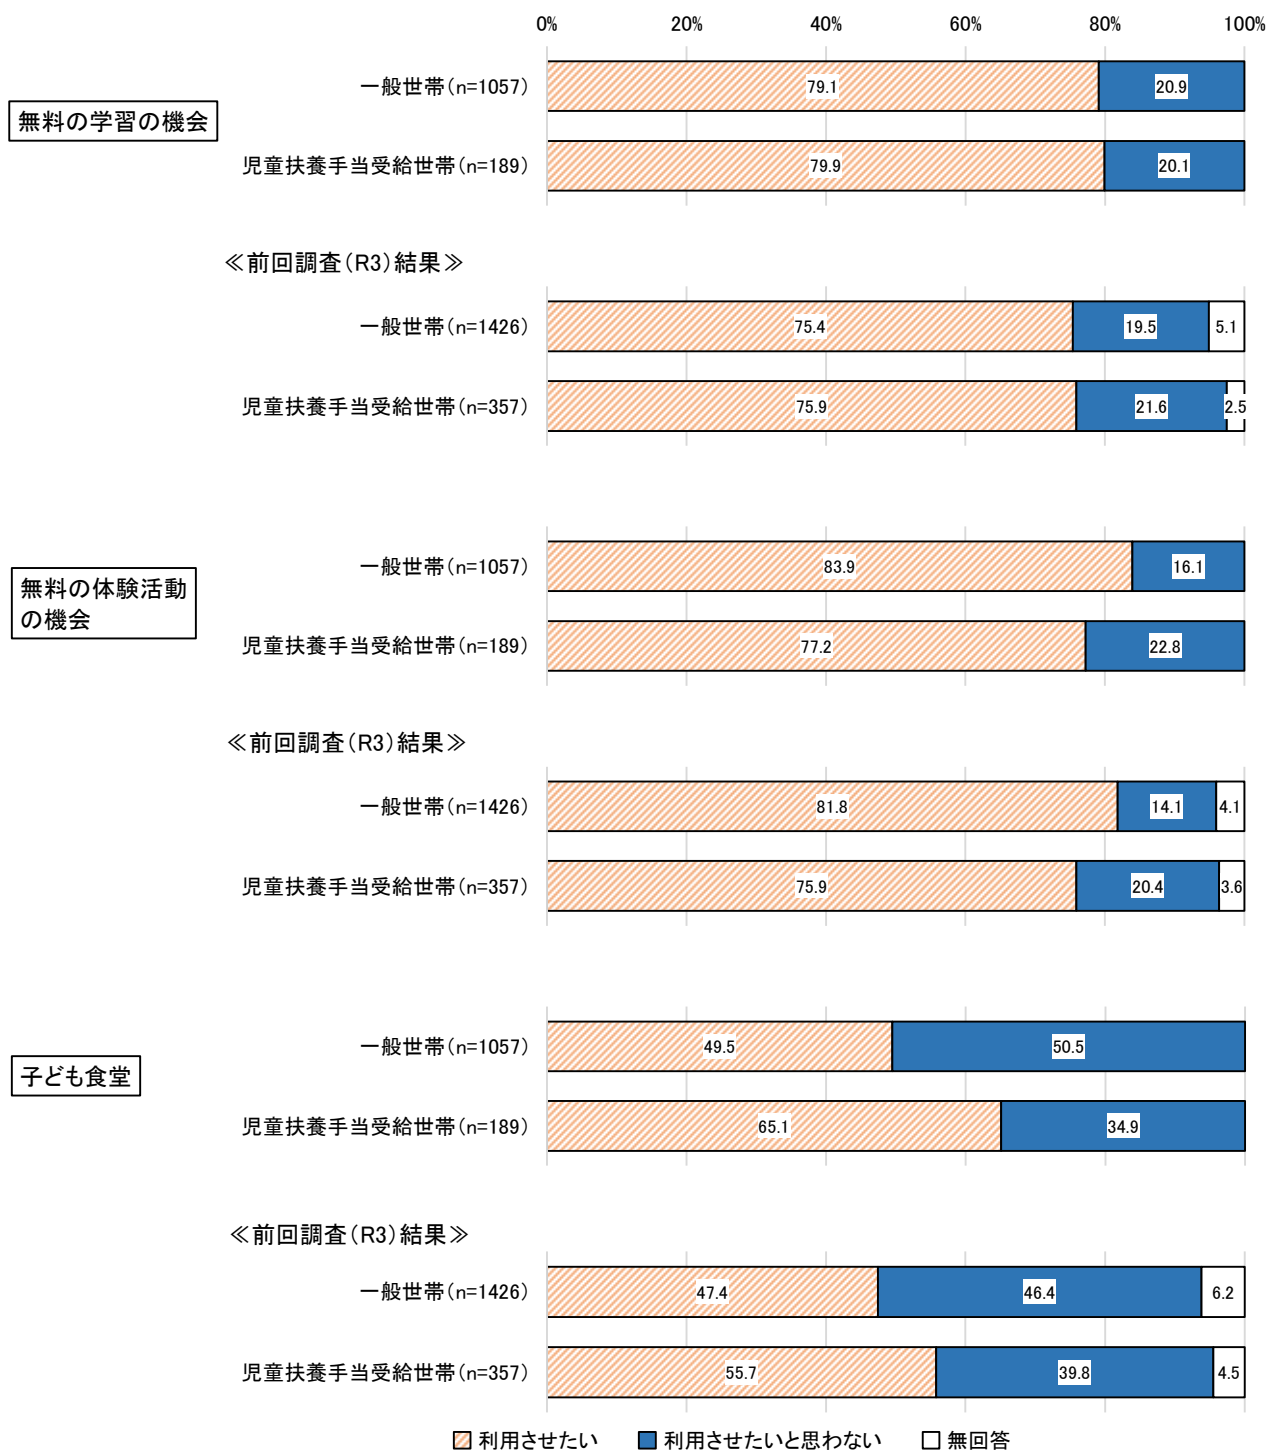 0% 20% 40% 60% 80% 100%
無料の学習の機会
一般世帯(n=1057) 79.1 20.9
児童扶養手当受給世帯(n=189) 79.9 20.1
≪前回調査(R3)結果≫
一般世帯(n=1426) 75.4 19.5 5.1
児童扶養手当受給世帯(n=357) 75.9 21.6 2.5
無料の体験活動
の機会
一般世帯(n=1057) 83.9 16.1
児童扶養手当受給世帯(n=189) 77.2 22.8
≪前回調査(R3)結果≫
一般世帯(n=1426) 81.8 14.1 4.1
児童扶養手当受給世帯(n=357) 75.9 20.4 3.6
子ども食堂
一般世帯(n=1057) 49.5 50.5
児童扶養手当受給世帯(n=189) 65.1 34.9
≪前回調査(R3)結果≫
一般世帯(n=1426) 47.4 46.4 6.2
児童扶養手当受給世帯(n=357) 55.7 39.8 4.5
利用させたい 利用させたいと思わない 無回答